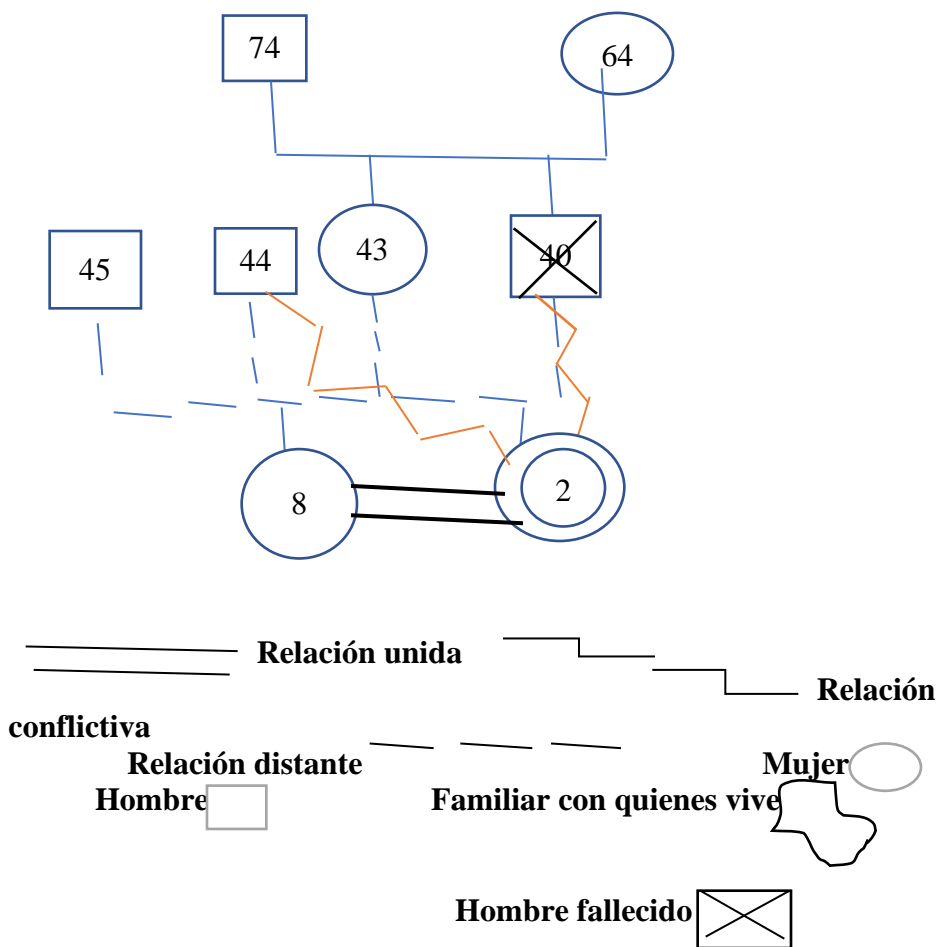 74
64
45
44
43
40
8
2
Relación unida
Relación
conflictiva
Relación distante
Mujer
Hombre
Familiar con quienes vive
Hombre fallecido